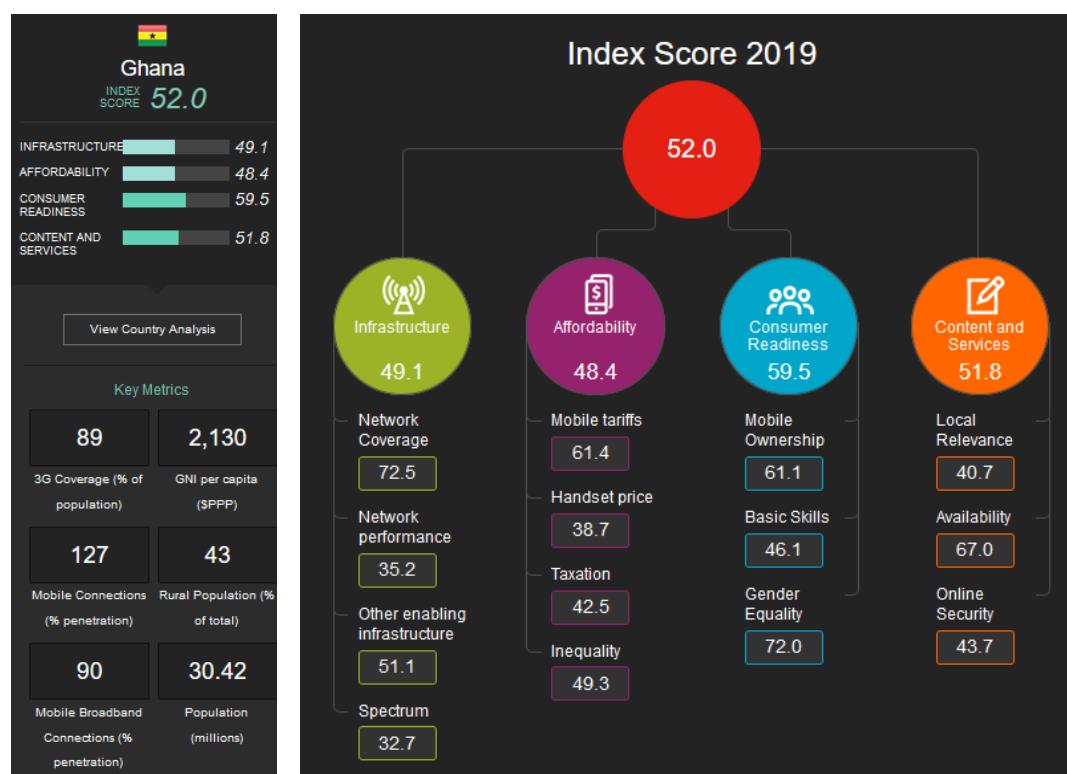 Ghana
INDEX
SCORE 52.0
INFRASTRUCTURE 49.1
AFFORDABILITY 48.4
CONSUMER
READINESS 59.5
CONTENT AND
SERVICES 51.8
View Country Analysis
Key Metrics
89
3G Coverage (% of
population)
2,130
GNI per capita
($PPP)
127
Mobile Connections
(% penetration)
43
Rural Population (%
of total)
90
Mobile Broadband
Connections (%
penetration)
30.42
Population
(millions)
Index Score 2019
52.0
Infrastructure
49.1
Network
Coverage
72.5
Network
performance
35.2
Other enabling
infrastructure
51.1
Spectrum
32.7
$
Affordability
48.4
Mobile tariffs
61.4
Handset price
38.7
Taxation
42.5
Inequality
49.3
Consumer
Readiness
59.5
Mobile
Ownership
61.1
Basic Skills
46.1
Gender
Equality
72.0
Content and
Services
51.8
Local
Relevance
40.7
Availability
67.0
Online
Security
43.7